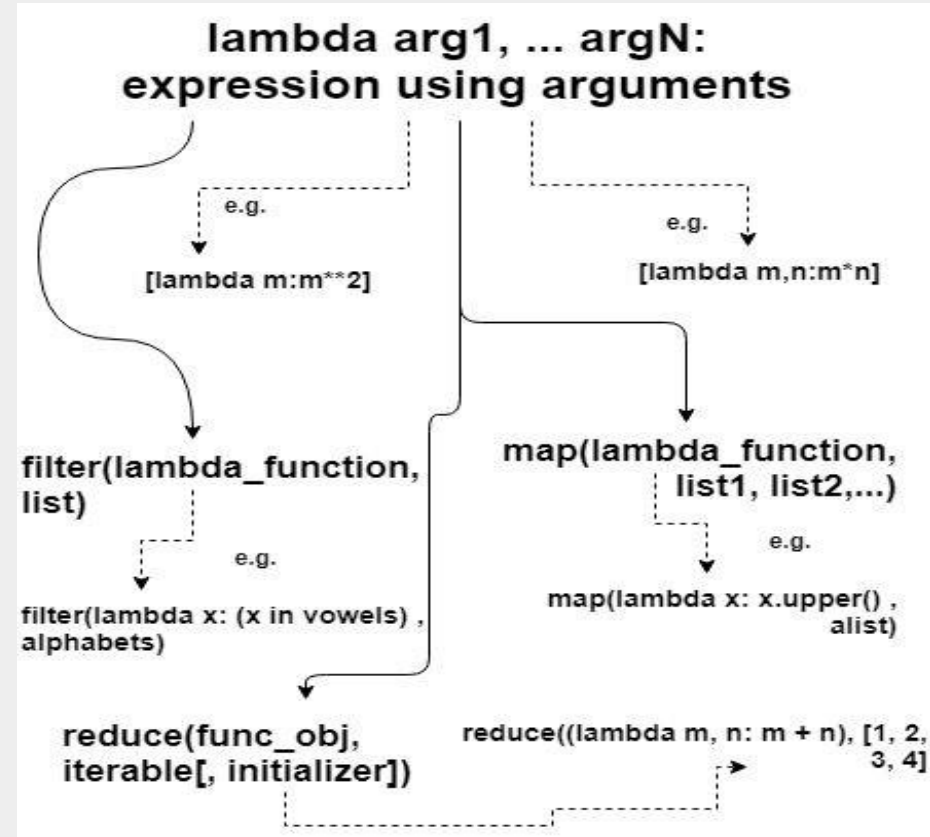 lambda arg1, ... argN:
expression using arguments
e.g.
[lambda m:m**2]
e.g.
[lambda m,n:m*n]
filter(lambda_function,
list)
map(lambda_function,
list1, list2,...)
e.g.
filter(lambda x: (x in vowels) ,
alphabets)
e.g.
map(lambda x: x.upper() ,
alist)
reduce(func_obj,
iterable[, initializer])
reduce((lambda m, n: m + n), [1, 2,
3, 4]